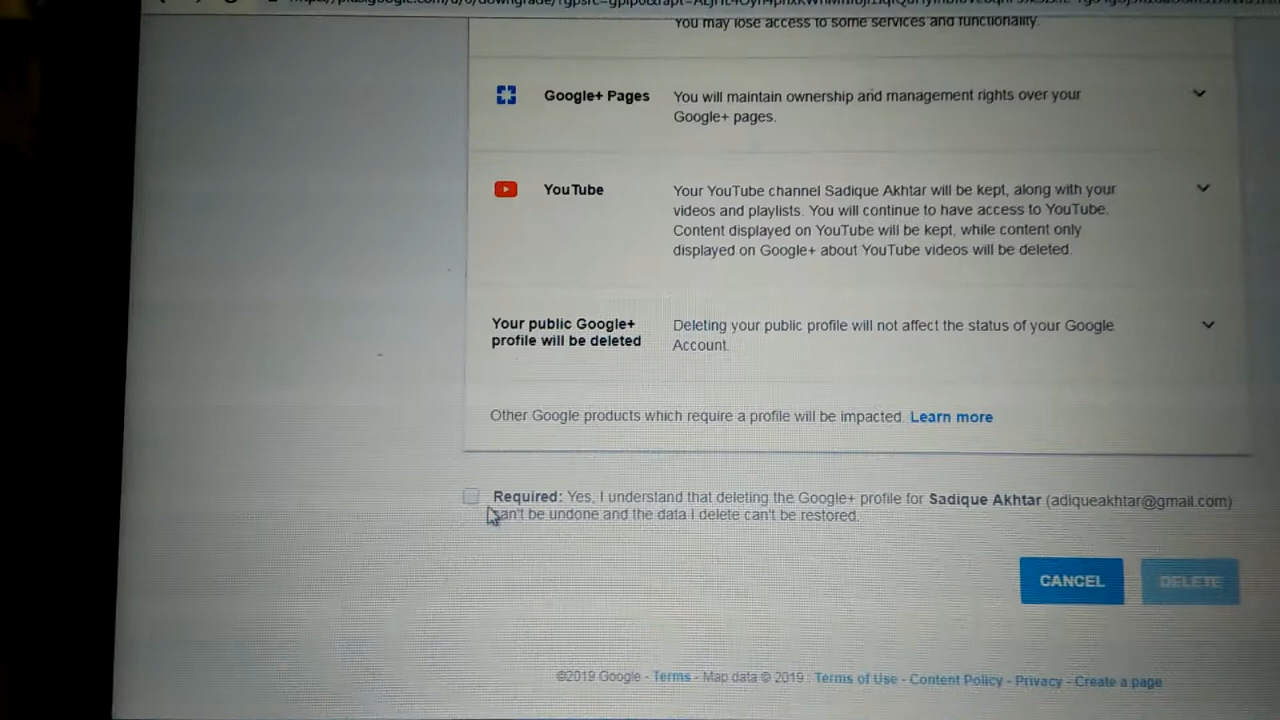 You may lose access to some services and functionality.
Google+ Pages
You will maintain ownership and management rights over your
Google+ pages.
YouTube
Your YouTube channel Sadique Akhtar will be kept, along with your
videos and playlists. You will continue to have access to YouTube.
Content displayed on YouTube will be kept, while content only
displayed on Google+ about YouTube videos will be deleted.
Your public Google+
profile will be deleted
Deleting your public profile will not affect the status of your Google
Account.
Other Google products which require a profile will be impacted. Learn more
Required: Yes, I understand that deleting the Google+ profile for Sadique Akhtar (adiqueakhtar@gmail.com)
can't be undone and the data I delete can't be restored.
CANCEL DELETE
©2019 Google - Terms - Map data © 2019 : Terms of Use - Content Policy - Privacy - Create a page